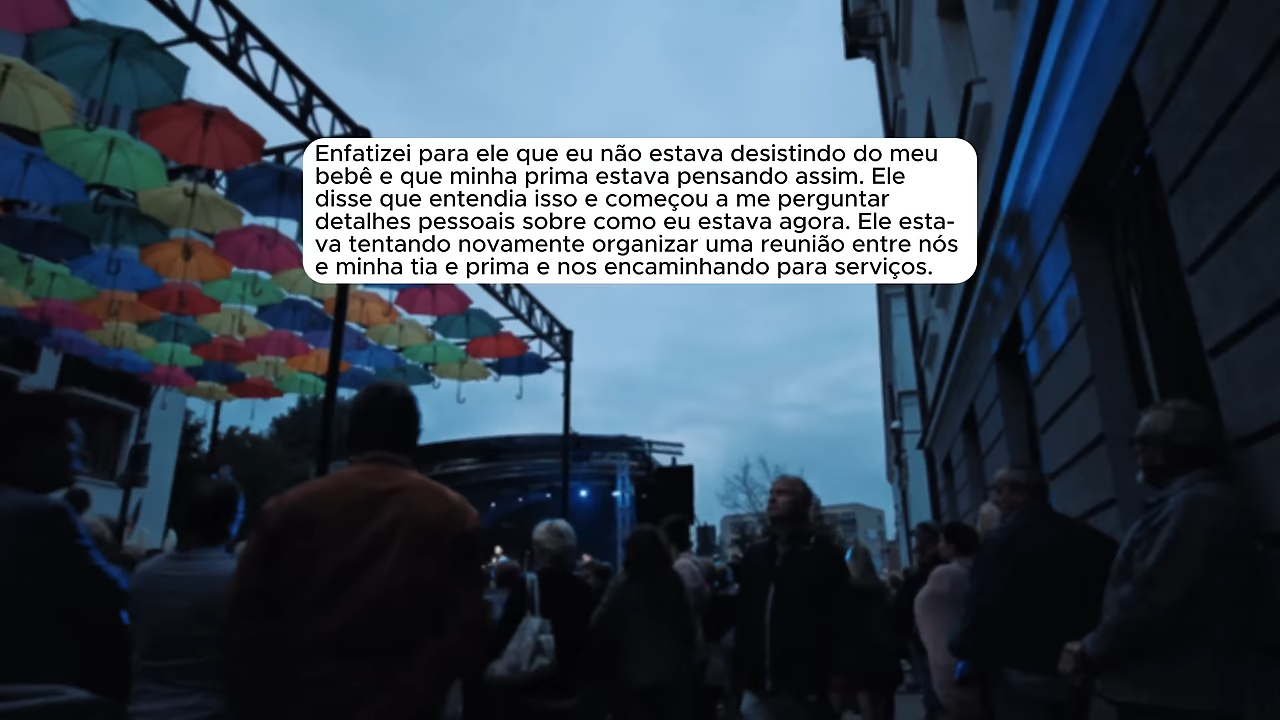 Enfatizei para ele que eu não estava desistindo do meu
bebê e que minha prima estava pensando assim. Ele
disse que entendia isso e começou a me perguntar
detalhes pessoais sobre como eu estava agora. Ele esta-
va tentando novamente organizar uma reunião entre nós
e minha tia e prima e nos encaminhando para serviços.